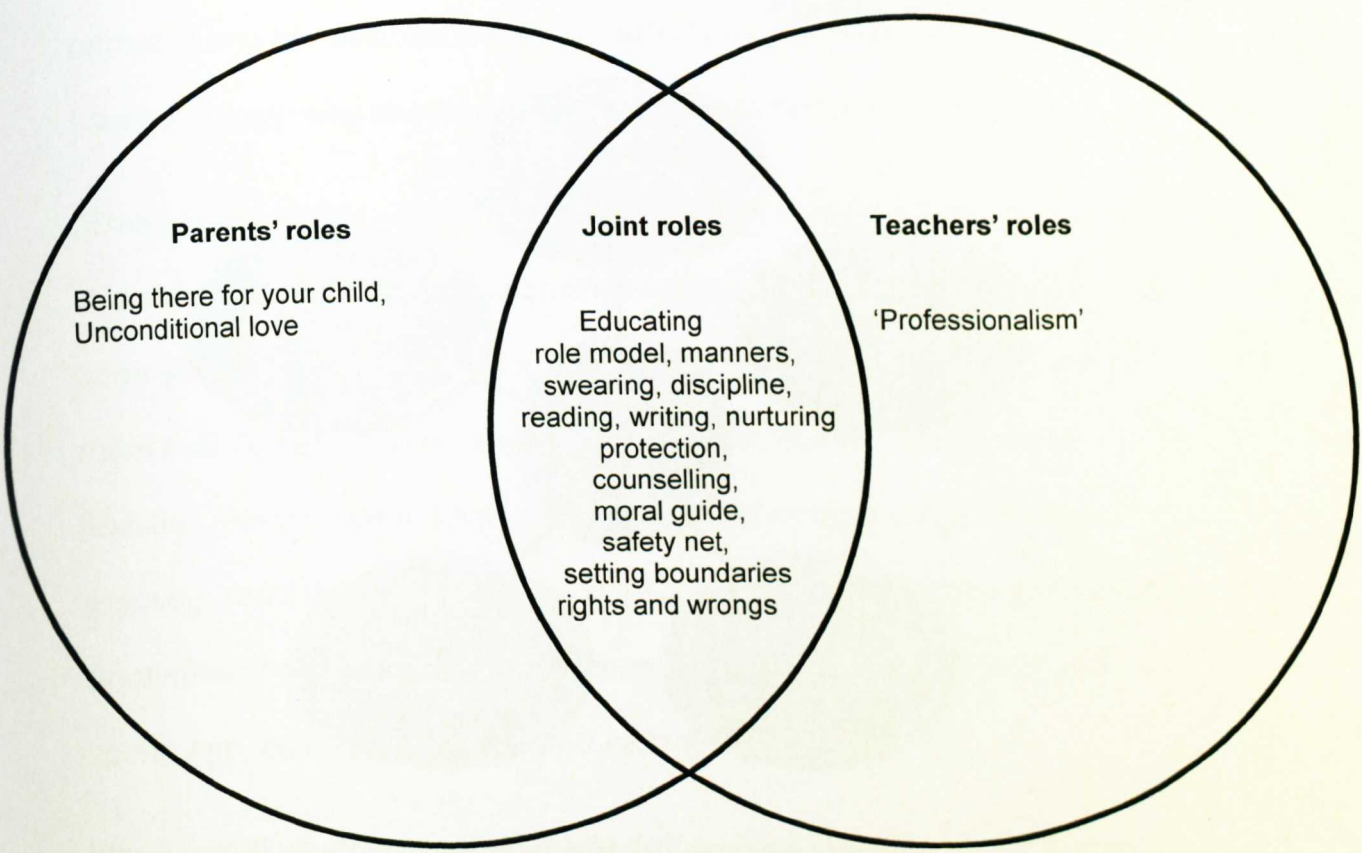 Parents' roles
Being there for your child,
Unconditional love
Joint roles
Educating
role model, manners,
swearing, discipline,
reading, writing, nurturing
protection,
counselling,
moral guide,
safety net,
setting boundaries
rights and wrongs
Teachers' roles
'Professionalism'